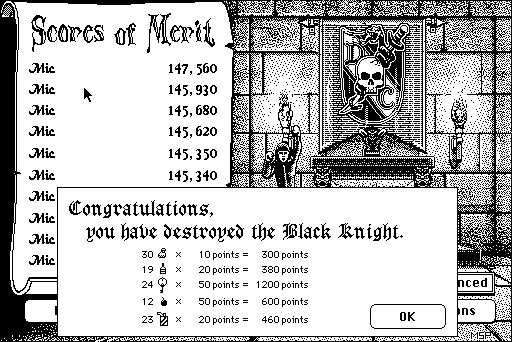 Scores of Merit
Mic 147,560
Mic 145,930
Mic 145,680
Mic 145,620
Mic 145,350
Mic 145,340
Mic
Mic
Mic
Mic
D
C
Congratulations,
you have destroyed the Black Knight.
30 × 10 points = 300 points
19 × 20 points = 380 points
24 × 50 points = 1200 points
12 × 50 points = 600 points
23 × 20 points = 460 points
OK
nced
ons